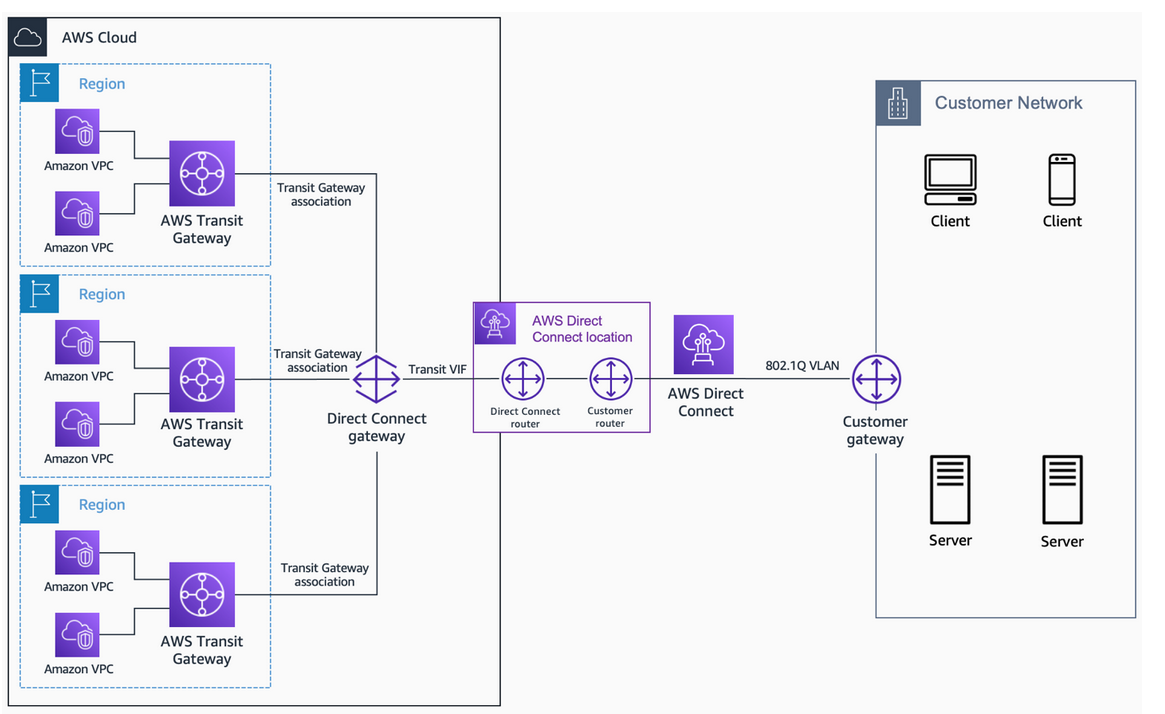 AWS Cloud
Region
Amazon VPC
Amazon VPC
AWS Transit
Gateway
Transit Gateway
association
Region
Amazon VPC
Amazon VPC
AWS Transit
Gateway
Transit Gateway
association
Region
Amazon VPC
Amazon VPC
AWS Transit
Gateway
Transit Gateway
association
Direct Connect
gateway
Transit VIF
AWS Direct
Connect location
Direct Connect
router
Customer
router
AWS Direct
Connect
802.1Q VLAN
Customer
gateway
Customer Network
Client
Client
Server
Server